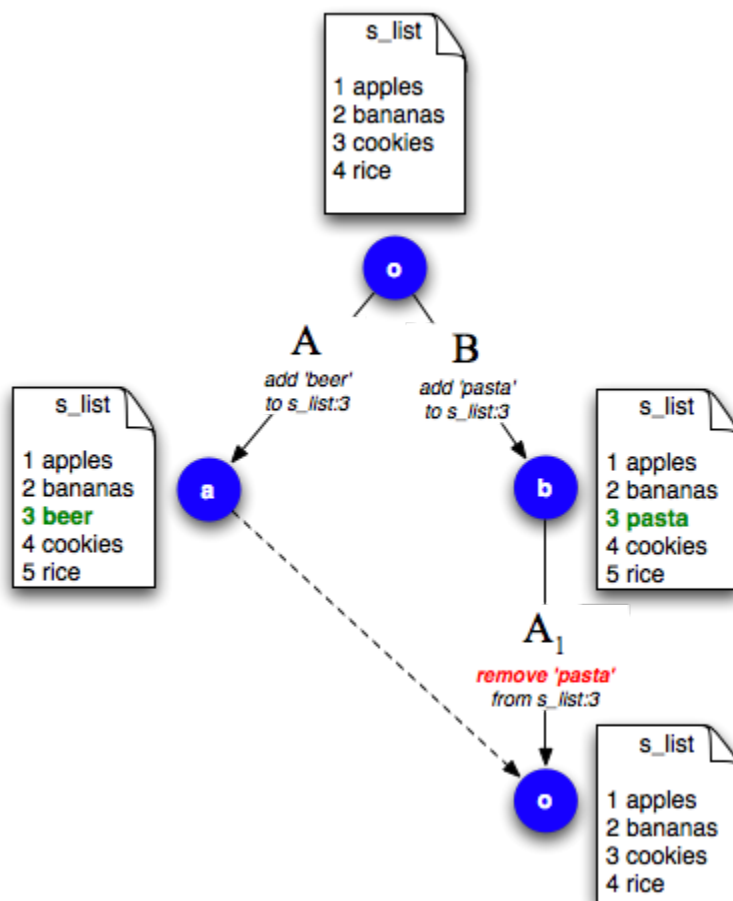 s_list
1 apples
2 bananas
3 cookies
4 rice
o
A
add 'beer'
to s_list:3
B
add 'pasta'
to s_list:3
s_list
1 apples
2 bananas
3 beer
4 cookies
5 rice
a
b
s_list
1 apples
2 bananas
3 pasta
4 cookies
5 rice
A1
remove 'pasta'
from s_list:3
o
s_list
1 apples
2 bananas
3 cookies
4 rice